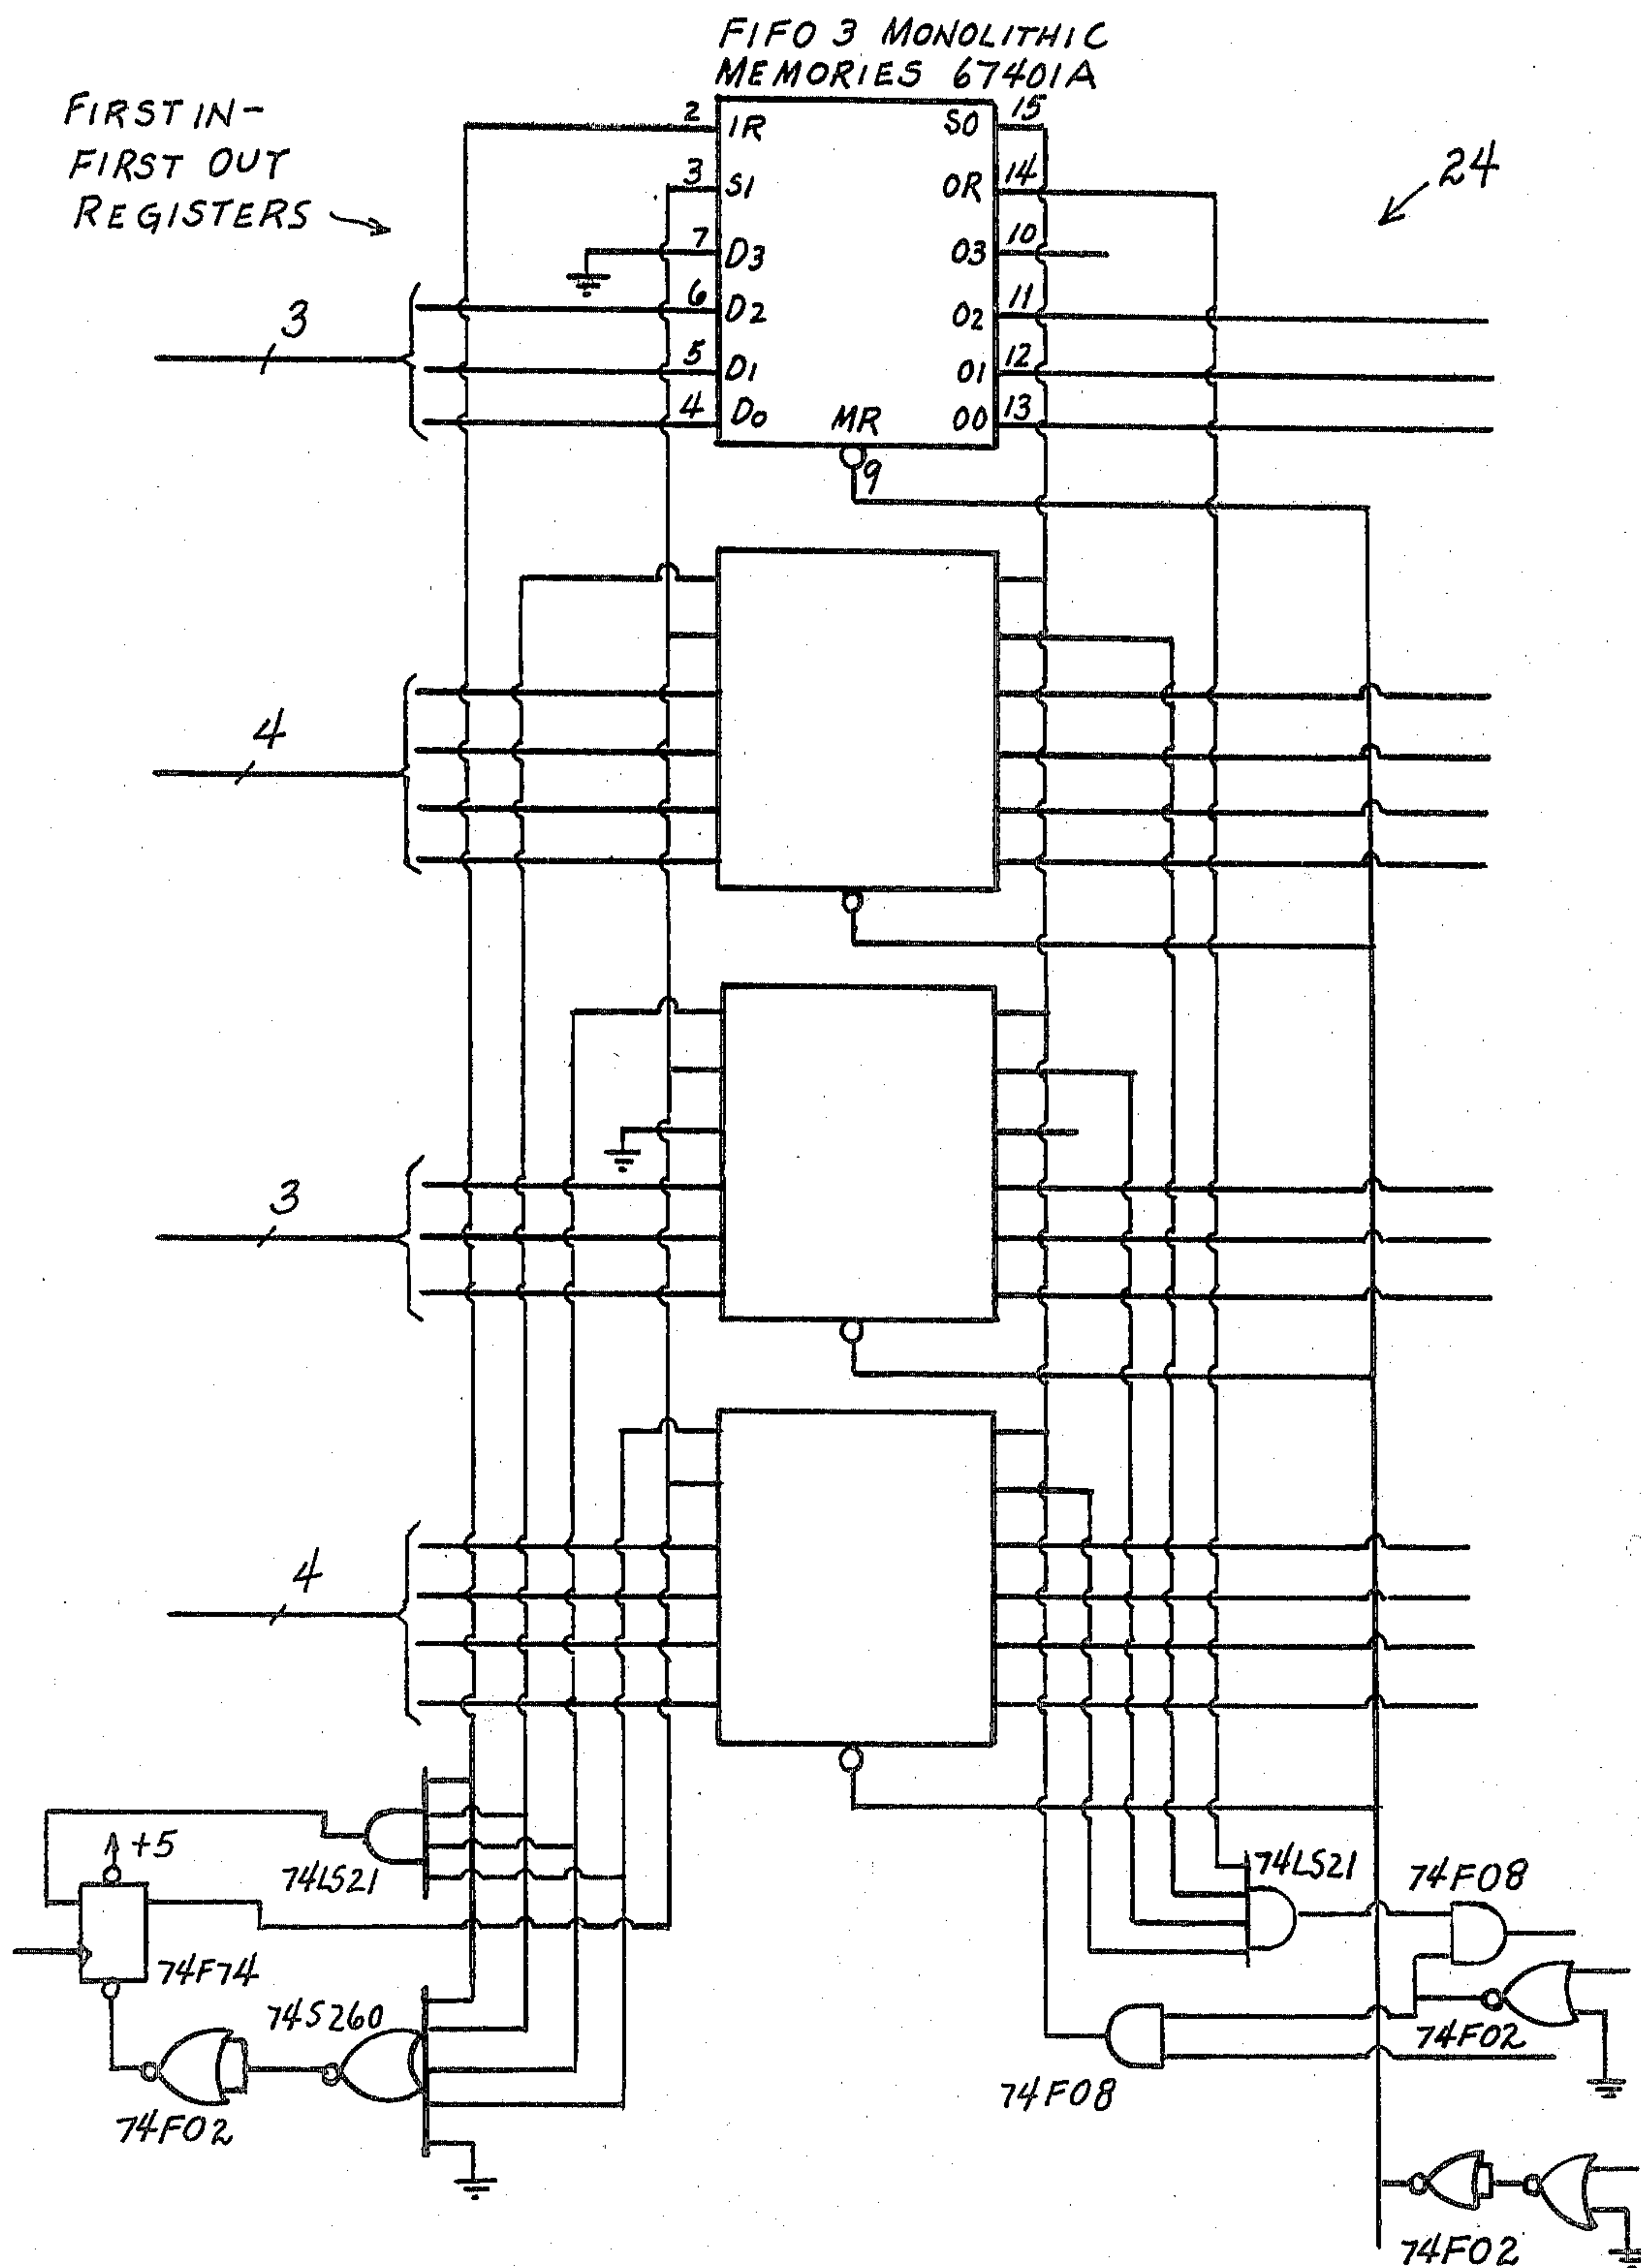 FIFO 3 MONOLITHIC
MEMORIES 67401A
FIRST IN-
FIRST OUT
REGISTERS
24
2 IR SO 15
3 SI OR 14
7 D3 O3 10
6 D2 O2 11
3
5 D1 O1 12
4 D0 MR O0 13
9
4
3
4
74LS21
+5
74F74
74S260
74F02
74LS21
74F08
74F02
74F08
74F02